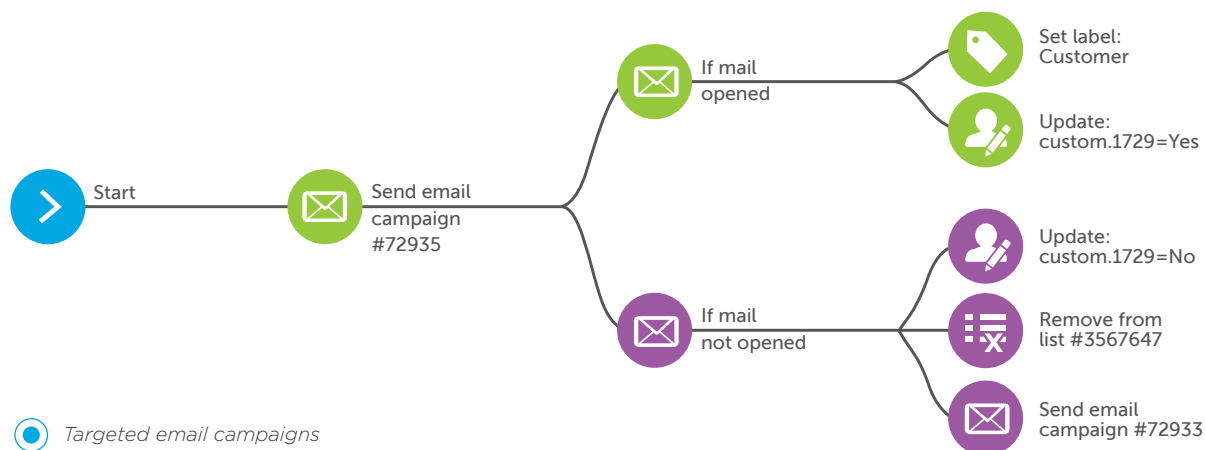 Start
Send email
campaign
#72935
If mail
opened
Set label:
Customer
Update:
custom.1729=Yes
If mail
not opened
Update:
custom.1729=No
Remove from
list #3567647
Send email
campaign #72933
Targeted email campaigns